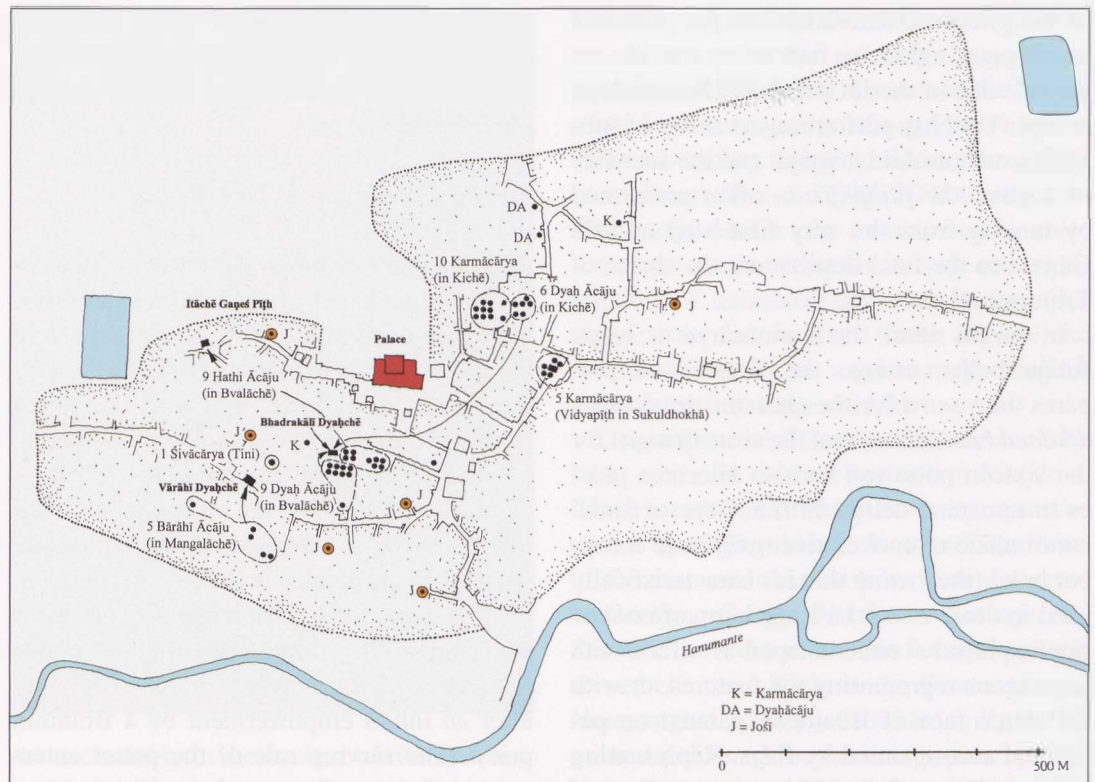 DA
K
DA
10 Karmācārya
(in Kichē)
6 Dyaḥ Ācāju
(in Kichē)
Itāchē Gaṇeś Pīṭh
J
J
Palace
9 Hathi Ācāju
(in Bvalāchē)
5 Karmācārya
(Vidyapīṭh in Sukuldhokhā)
Bhadrakālī Dyaḥchē
J
1 Śivācārya (Tini)
Vārāhī Dyaḥchē
9 Dyaḥ Ācāju
(in Bvalāchē)
J
5 Bārāhī Ācāju
(in Mangalāchē)
J
J
Hanumante
K = Karmācārya
DA = Dyaḥācāju
J = Jośi
0
500 M